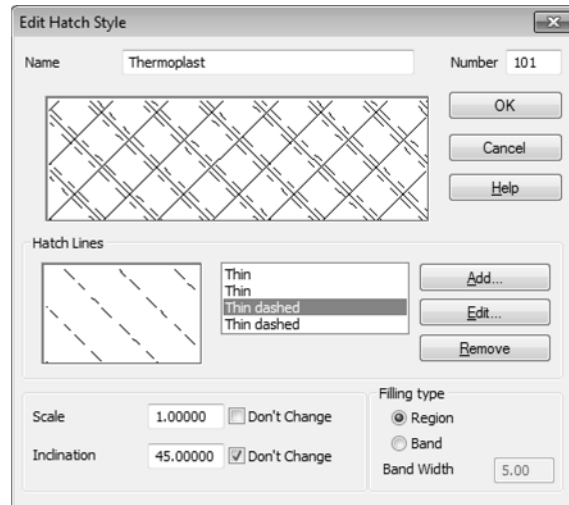 Edit Hatch Style
Name Thermoplast Number 101
OK
Cancel
Help
Hatch Lines
Thin
Thin
Thin dashed
Thin dashed
Add...
Edit...
Remove
Scale 1.00000 Don't Change
Inclination 45.00000 Don't Change
Filling type
Region
Band
Band Width 5.00